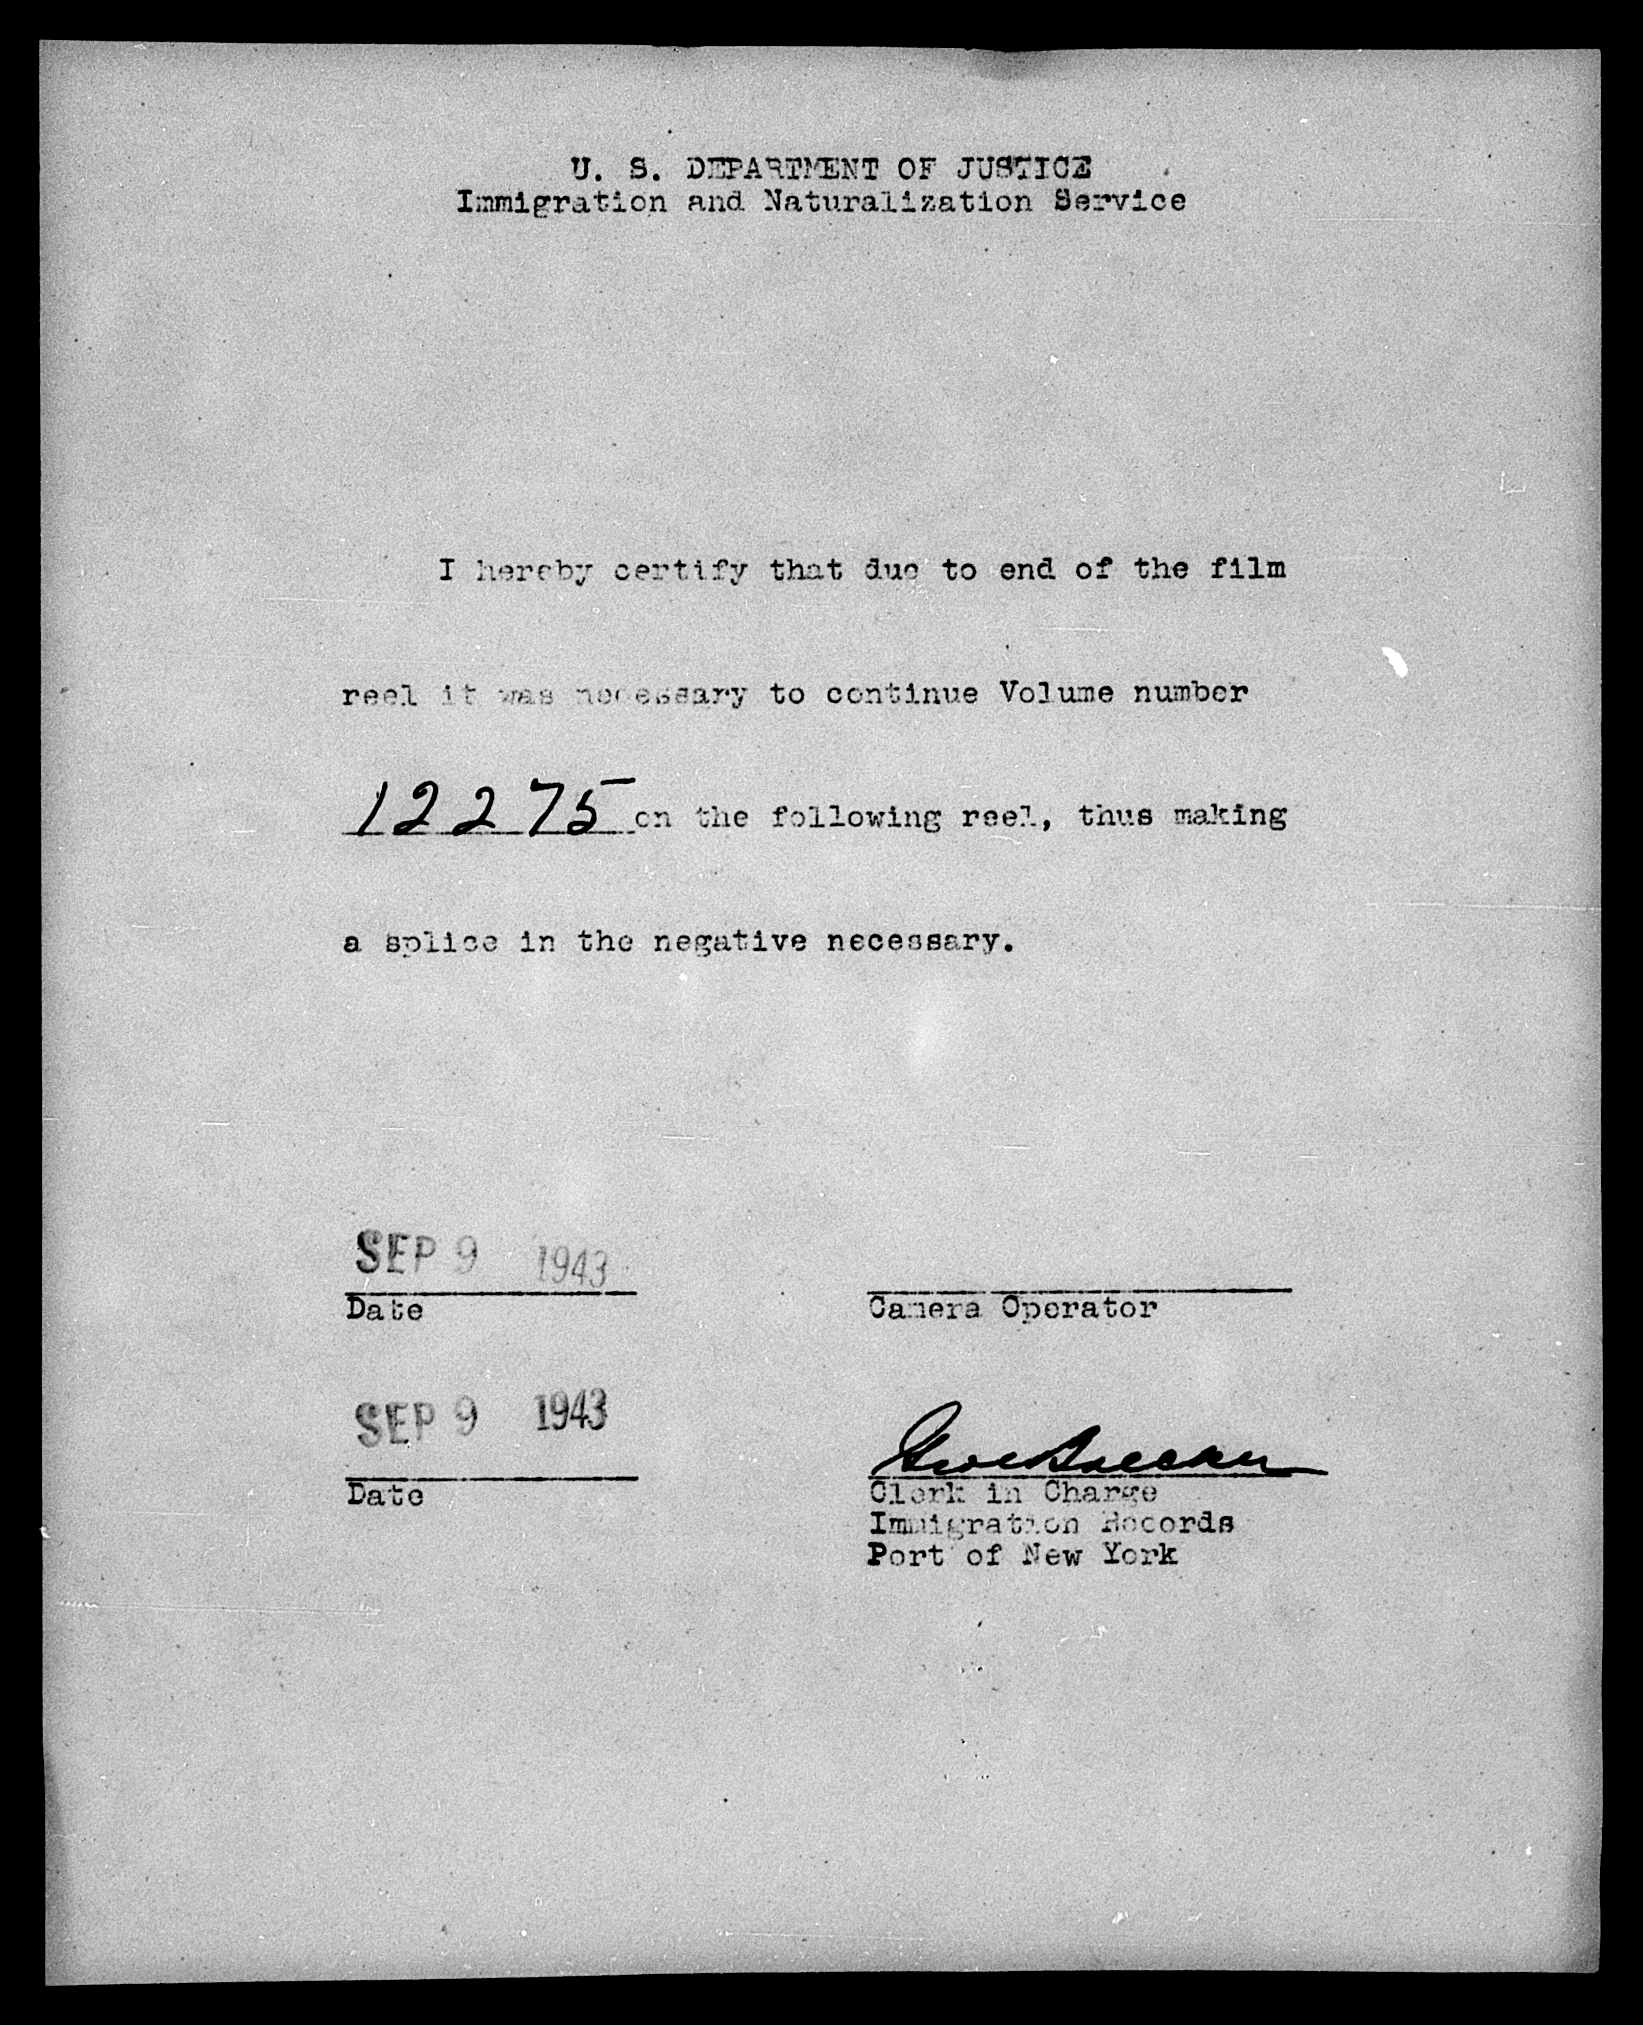 U. S. DEPARTMENT OF JUSTICE
Immigration and Naturalization Service
I hereby certify that due to end of the film
reel it was necessary to continue Volume number
12275 on the following reel, thus making
a splice in the negative necessary.
SEP 9 1943
Date
Camera Operator
SEP 9 1943
Date
Clerk in Charge
Immigration Records
Port of New York